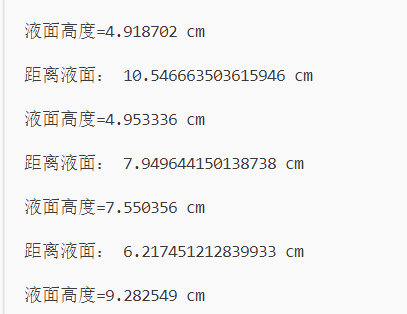 液面高度=4.918702 cm
距离液面： 10.546663503615946 cm
液面高度=4.953336 cm
距离液面： 7.949644150138738 cm
液面高度=7.550356 cm
距离液面： 6.217451212839933 cm
液面高度=9.282549 cm